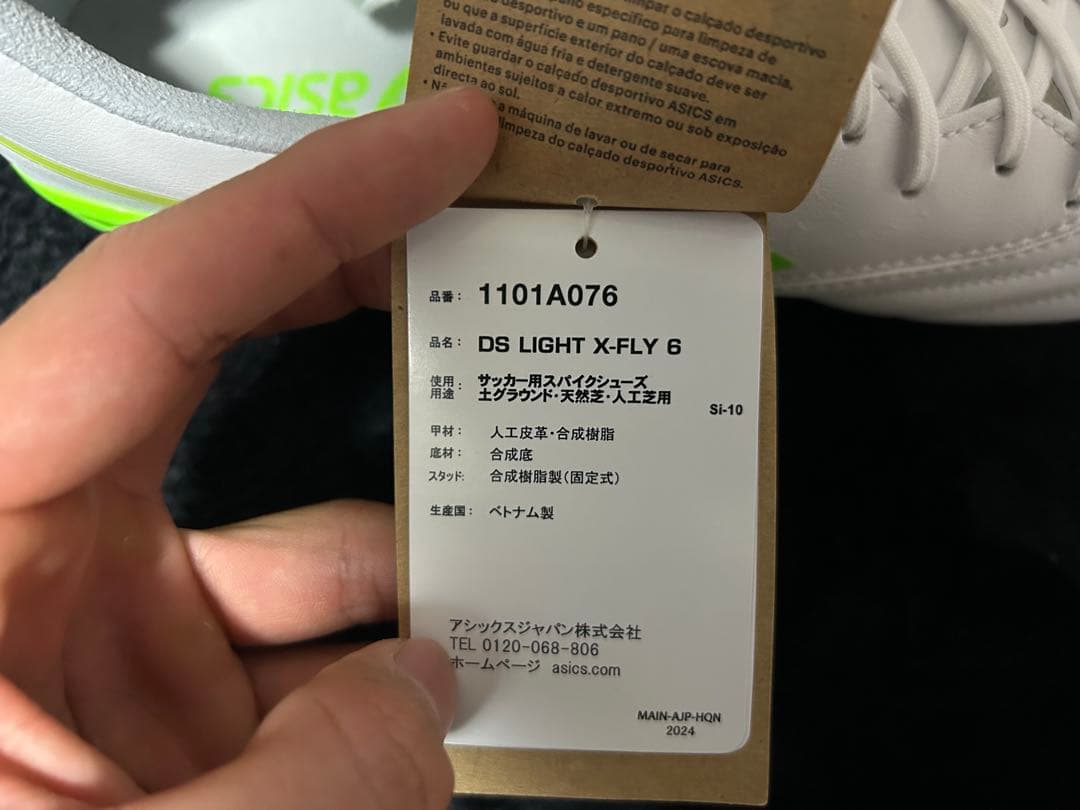 limpar o calçado desportivo
desportivo e um pano / uma escova macia.
ou que a superfície exterior do calçado deve ser
lavada com água fria e detergente suave.
• Evite guardar o calçado desportivo ASICS em
ambientes sujeitos a calor extremo ou sob exposição
directa ao sol.
a máquina de lavar ou de secar para
limpeza do calçado desportivo ASICS.
asics
品番: 1101A076
品名: DS LIGHT X-FLY 6
使用用途: サッカー用スパイクシューズ
土グラウンド・天然芝・人工芝用
Si-10
甲材: 人工皮革・合成樹脂
底材: 合成底
スタッド: 合成樹脂製(固定式)
生産国: ベトナム製
アシックスジャパン株式会社
TEL 0120-068-806
ホームページ asics.com
MAIN-AJP-HQN
2024